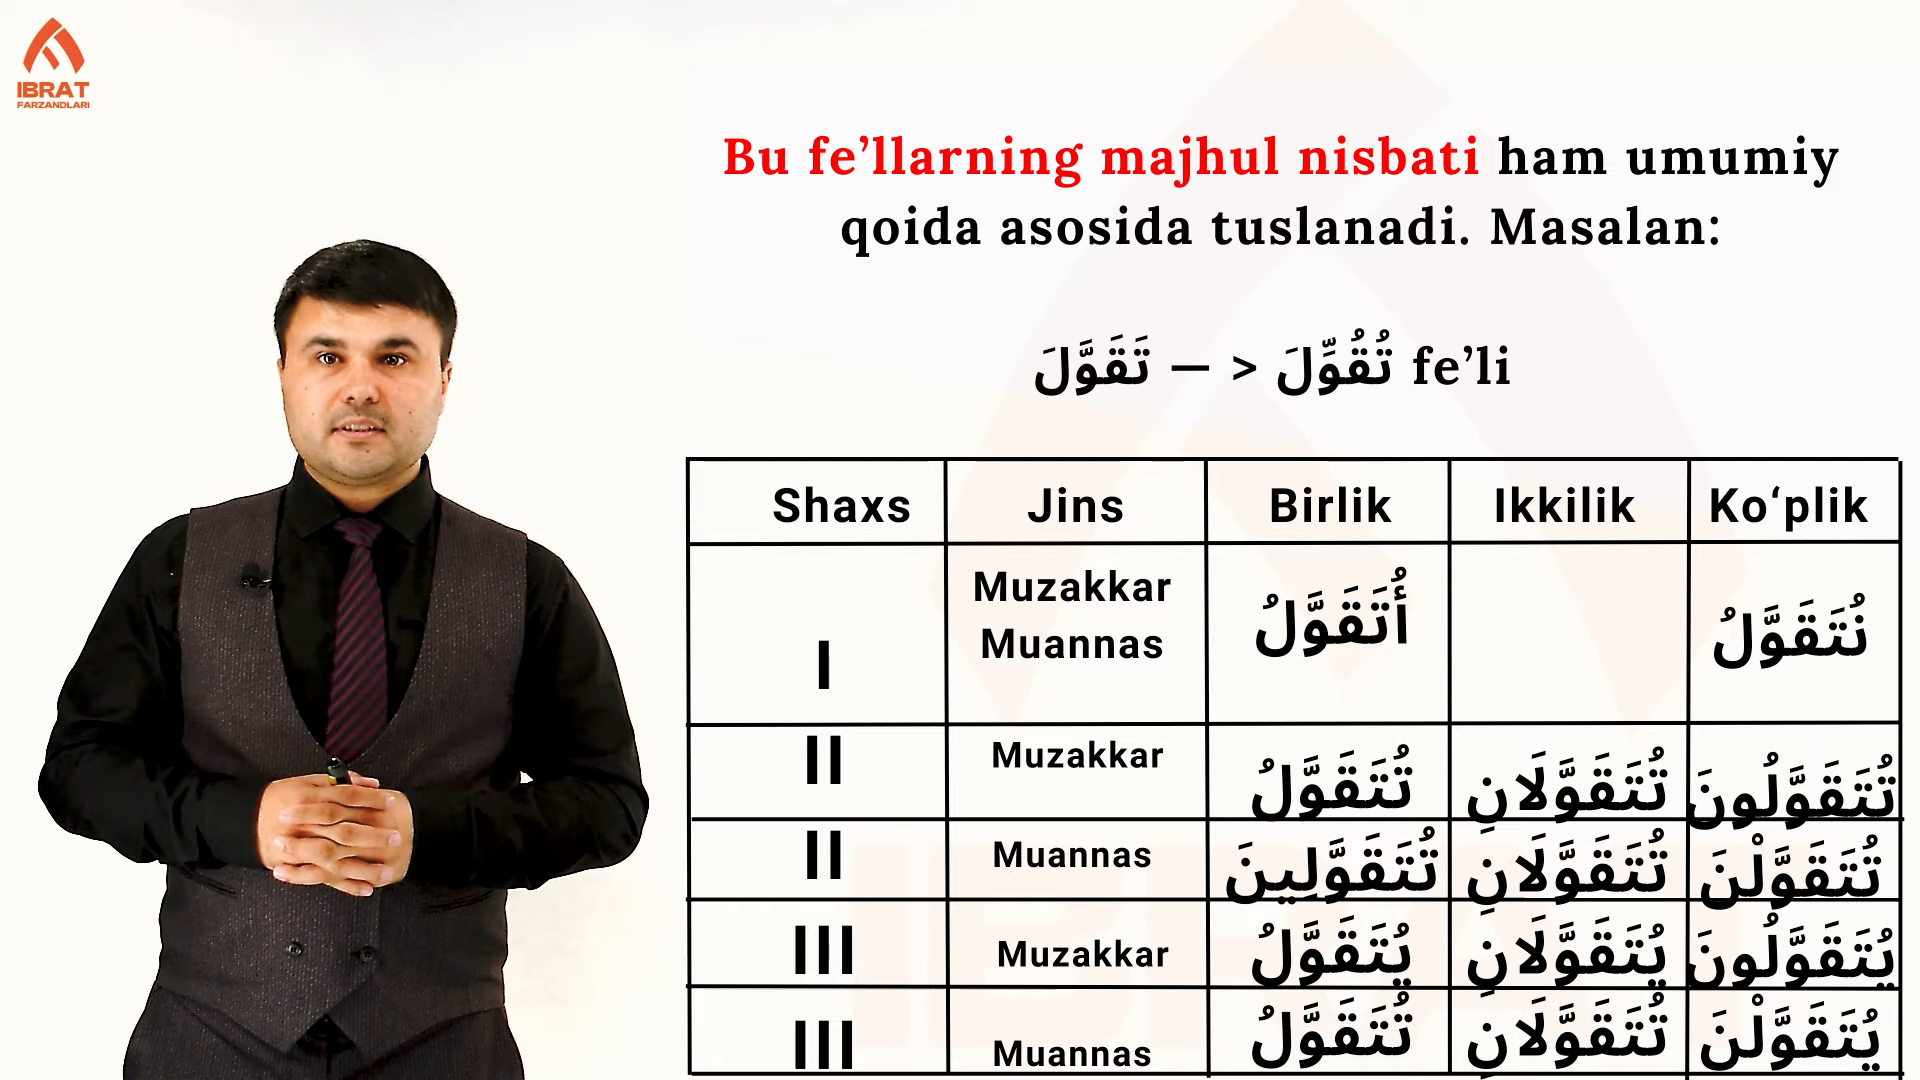 IBRAT
FARZANDLARI
Bu fe’llarning majhul nisbati ham umumiy
qoida asosida tuslanadi. Masalan:
تَقَوَّلَ — > تُقُوِّلَ fe’li
Shaxs Jins Birlik Ikkilik Ko‘plik
I Muzakkar Muannas أُتَقَوَّلُ نُتَقَوَّلُ
II Muzakkar تُتَقَوَّلُ تُتَقَوَّلَانِ تُتَقَوَّلُونَ
II Muannas تُتَقَوَّلِينَ تُتَقَوَّلَانِ تُتَقَوَّلْنَ
III Muzakkar يُتَقَوَّلُ يُتَقَوَّلَانِ يُتَقَوَّلُونَ
III Muannas تُتَقَوَّلُ تُتَقَوَّلَانِ يُتَقَوَّلْنَ